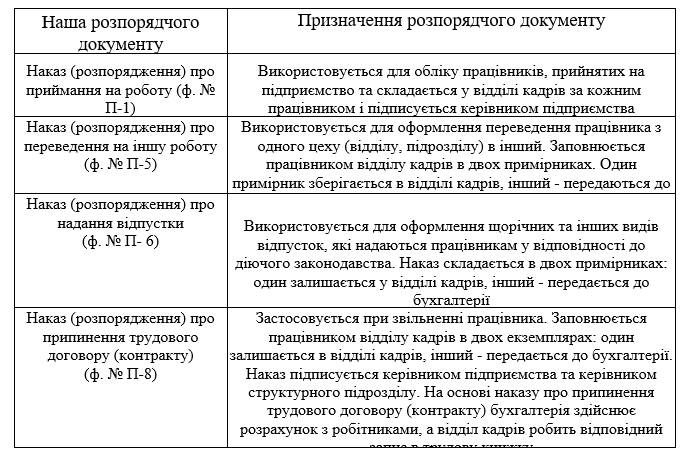 Наша розпорядчого
документу
Призначення розпорядчого документу
Наказ (розпорядження) про
приймання на роботу (ф. №
П-1)
Використовується для обліку працівників, прийнятих на
підприємство та складається у відділі кадрів за кожним
працівником і підписується керівником підприємства
Наказ (розпорядження) про
переведення на іншу роботу
(ф. № П-5)
Використовується для оформлення переведення працівника з
одного цеху (відділу, підрозділу) в інший. Заповнюється
працівником відділу кадрів в двох примірниках. Один
примірник зберігається в відділі кадрів, інший - передаються до
Наказ (розпорядження) про
надання відпустки
(ф. № П- 6)
Використовується для оформлення щорічних та інших видів
відпусток, які надаються працівникам у відповідності до
діючого законодавства. Наказ складається в двох примірниках:
один залишається у відділі кадрів, інший - передається до
бухгалтерії
Наказ (розпорядження) про
припинення трудового
договору (контракту)
(ф. № П-8)
Застосовується при звільненні працівника. Заповнюється
працівником відділу кадрів в двох екземплярах: один
залишається в відділі кадрів, інший - передається до бухгалтерії.
Наказ підписується керівником підприємства та керівником
структурного підрозділу. На основі наказу про припинення
трудового договору (контракту) бухгалтерія здійснює
розрахунок з робітниками, а відділ кадрів робить відповідний
запис в трудову книжку